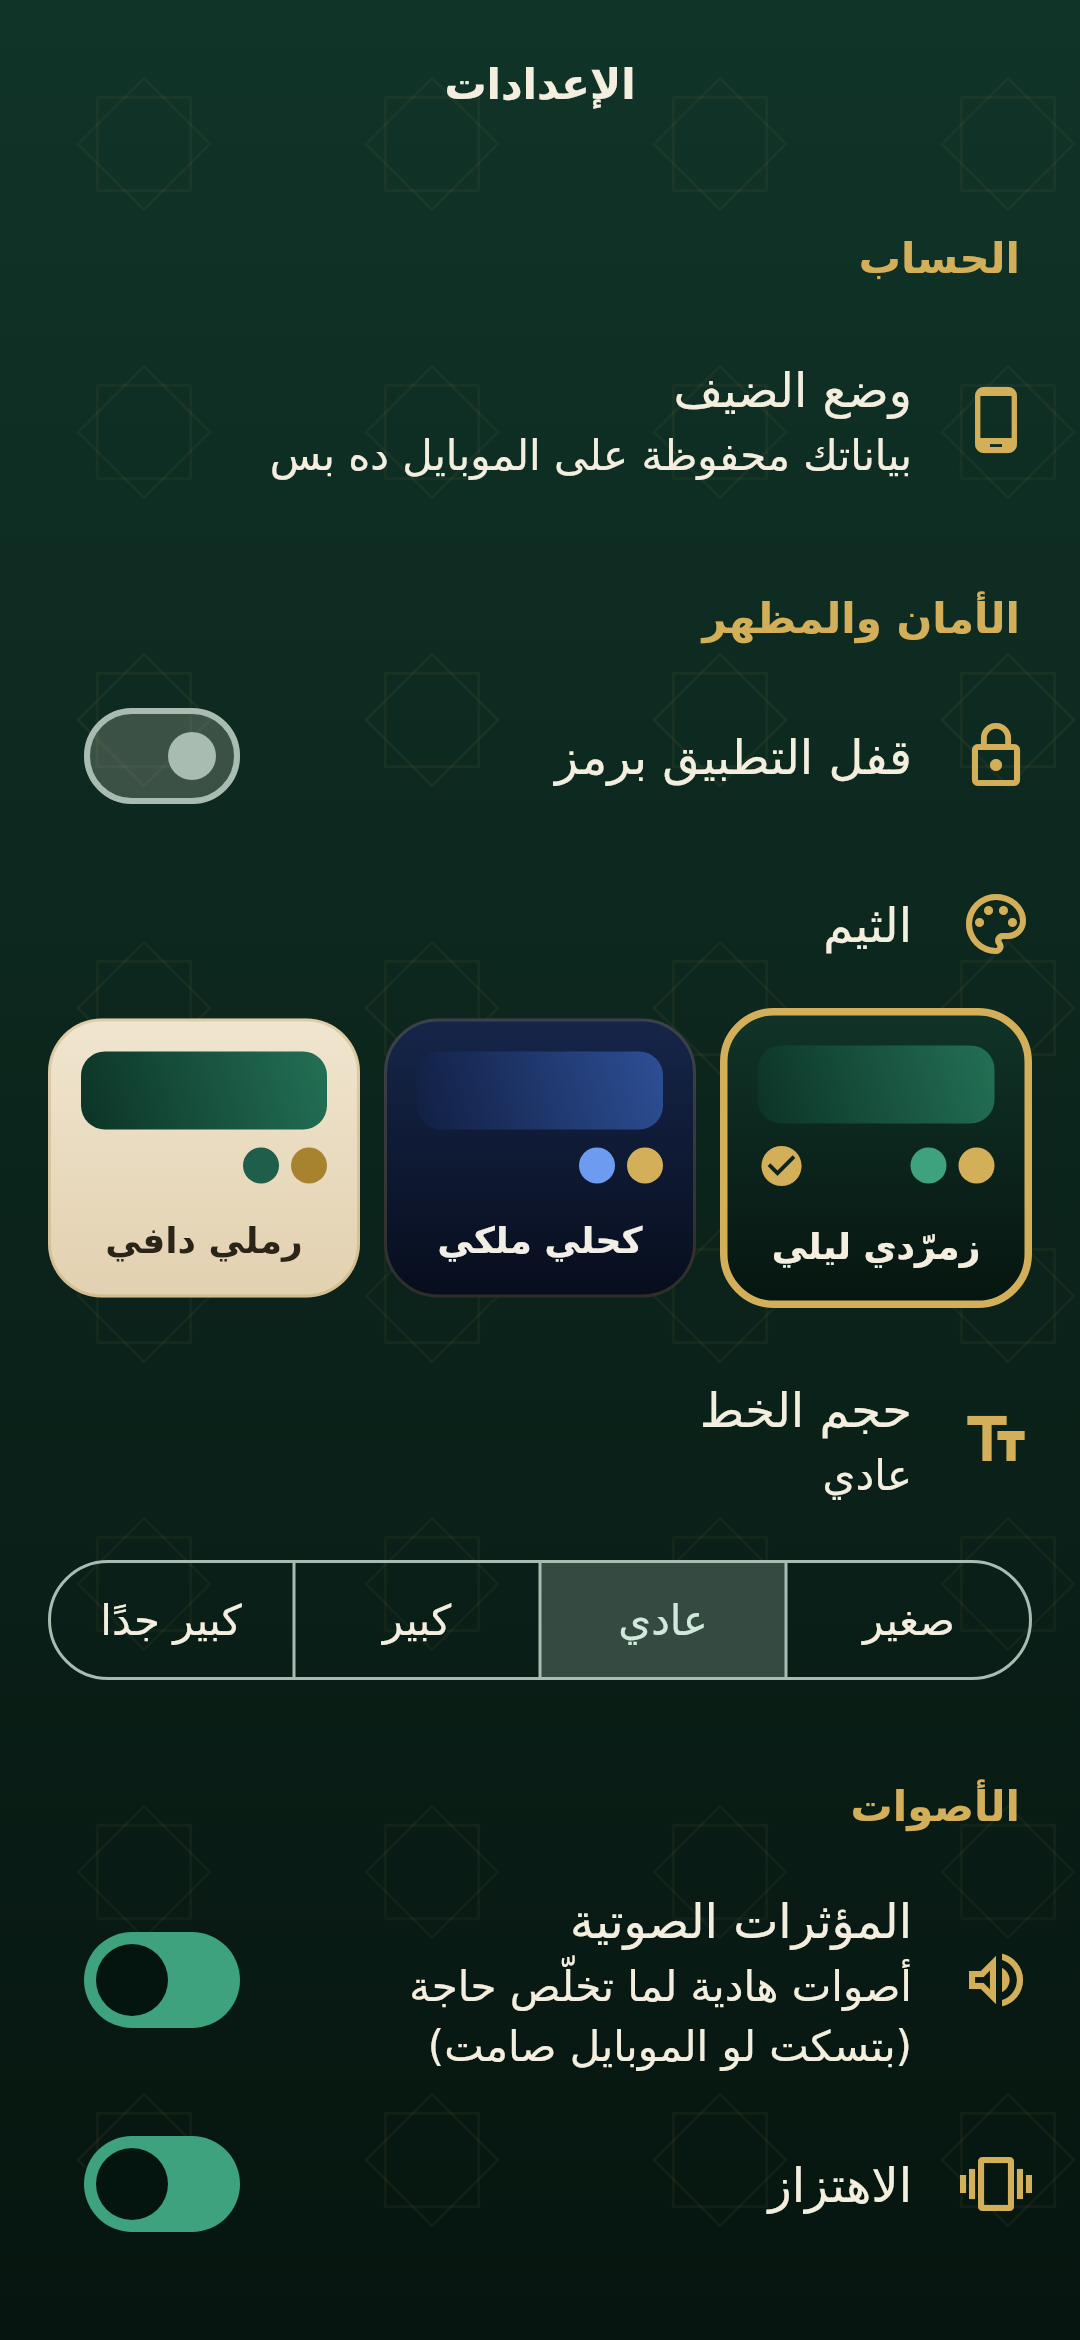 الإعدادات
الحساب
وضع الضيف
بياناتك محفوظة على الموبايل ده بس
الأمان والمظهر
قفل التطبيق برمز
الثيم
زمرّدي ليلي
كحلي ملكي
رملي دافي
حجم الخط
عادي
صغير
عادي
كبير
كبير جدًا
الأصوات
المؤثرات الصوتية
أصوات هادية لما تخلّص حاجة
(بتسكت لو الموبايل صامت)
الاهتزاز